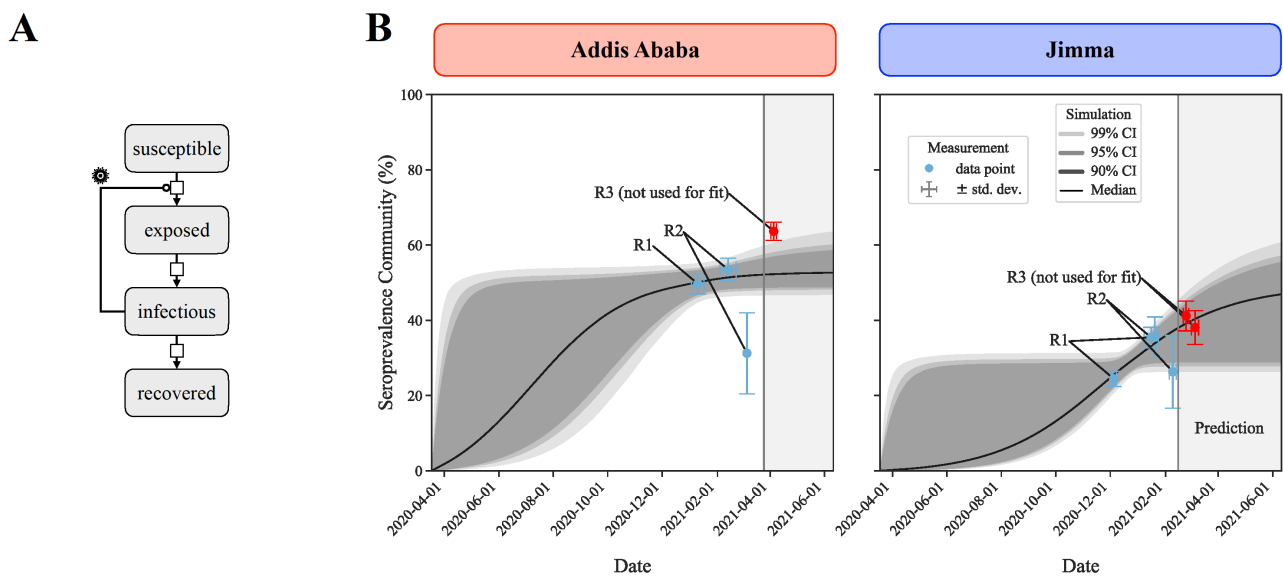 A
susceptible
exposed
infectious
recovered
B
Addis Ababa
Jimma
Seroprevalence Community (%)
100
80
60
40
20
0
R3 (not used for fit)
R2
R1
2020-04-01
2020-06-01
2020-08-01
2020-10-01
2020-12-01
2021-02-01
2021-04-01
2021-06-01
Date
Measurement
data point
± std. dev.
Simulation
99% CI
95% CI
90% CI
Median
R3 (not used for fit)
R2
R1
Prediction
2020-04-01
2020-06-01
2020-08-01
2020-10-01
2020-12-01
2021-02-01
2021-04-01
2021-06-01
Date